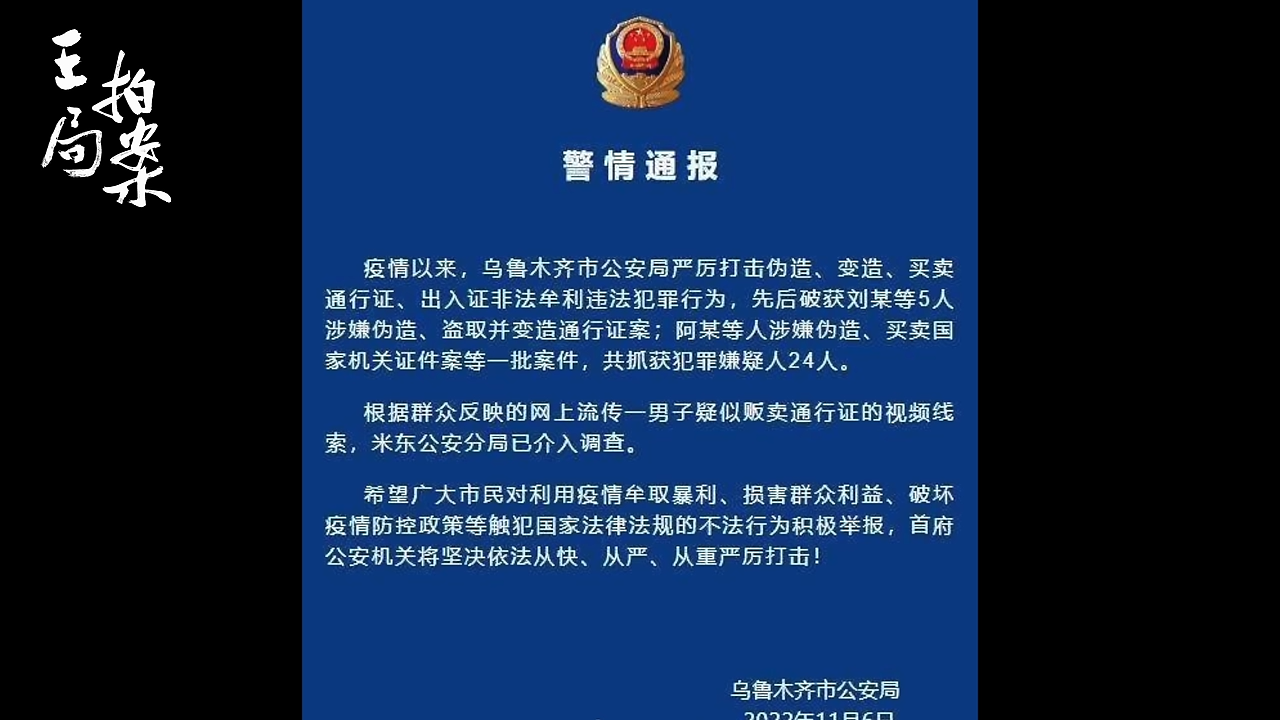 王局拍案
警情通报
疫情以来，乌鲁木齐市公安局严厉打击伪造、变造、买卖
通行证、出入证非法牟利违法犯罪行为，先后破获刘某等5人
涉嫌伪造、盗取并变造通行证案；阿某等人涉嫌伪造、买卖国
家机关证件案等一批案件，共抓获犯罪嫌疑人24人。
根据群众反映的网上流传一男子疑似贩卖通行证的视频线
索，米东公安分局已介入调查。
希望广大市民对利用疫情牟取暴利、损害群众利益、破坏
疫情防控政策等触犯国家法律法规的不法行为积极举报，首府
公安机关将坚决依法从快、从严、从重严厉打击！
乌鲁木齐市公安局
2022年11月6日